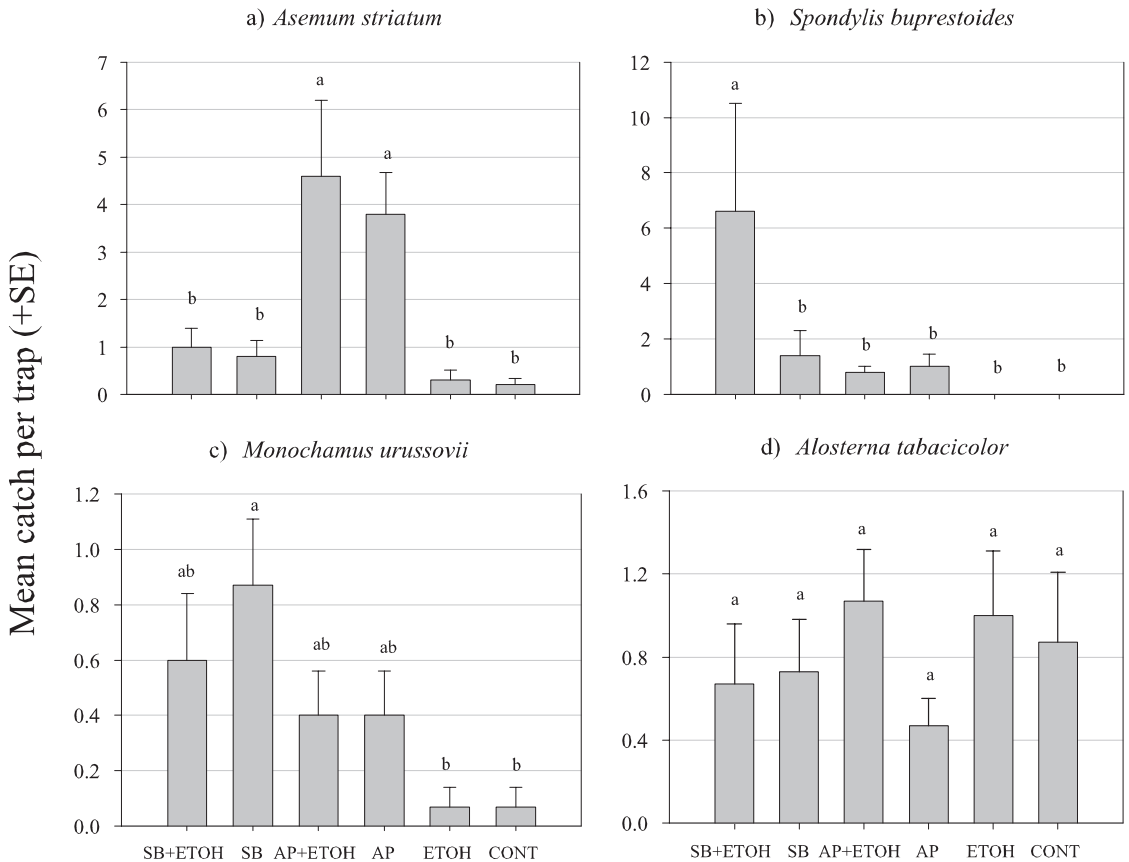 a) Asemum striatum
b) Spondylis buprestoides
7
6
5
4
3
2
1
0
a
a
b
b
b
b
12
10
8
6
4
2
0
a
b
b
b
b
b
Mean catch per trap (+SE)
c) Monochamus urussovii
d) Alosterna tabacicolor
1.2
1.0
0.8
0.6
0.4
0.2
0.0
ab
a
ab
ab
b
b
SB+ETOH SB AP+ETOH AP ETOH CONT
1.6
1.2
0.8
0.4
0.0
a
a
a
a
a
a
SB+ETOH SB AP+ETOH AP ETOH CONT